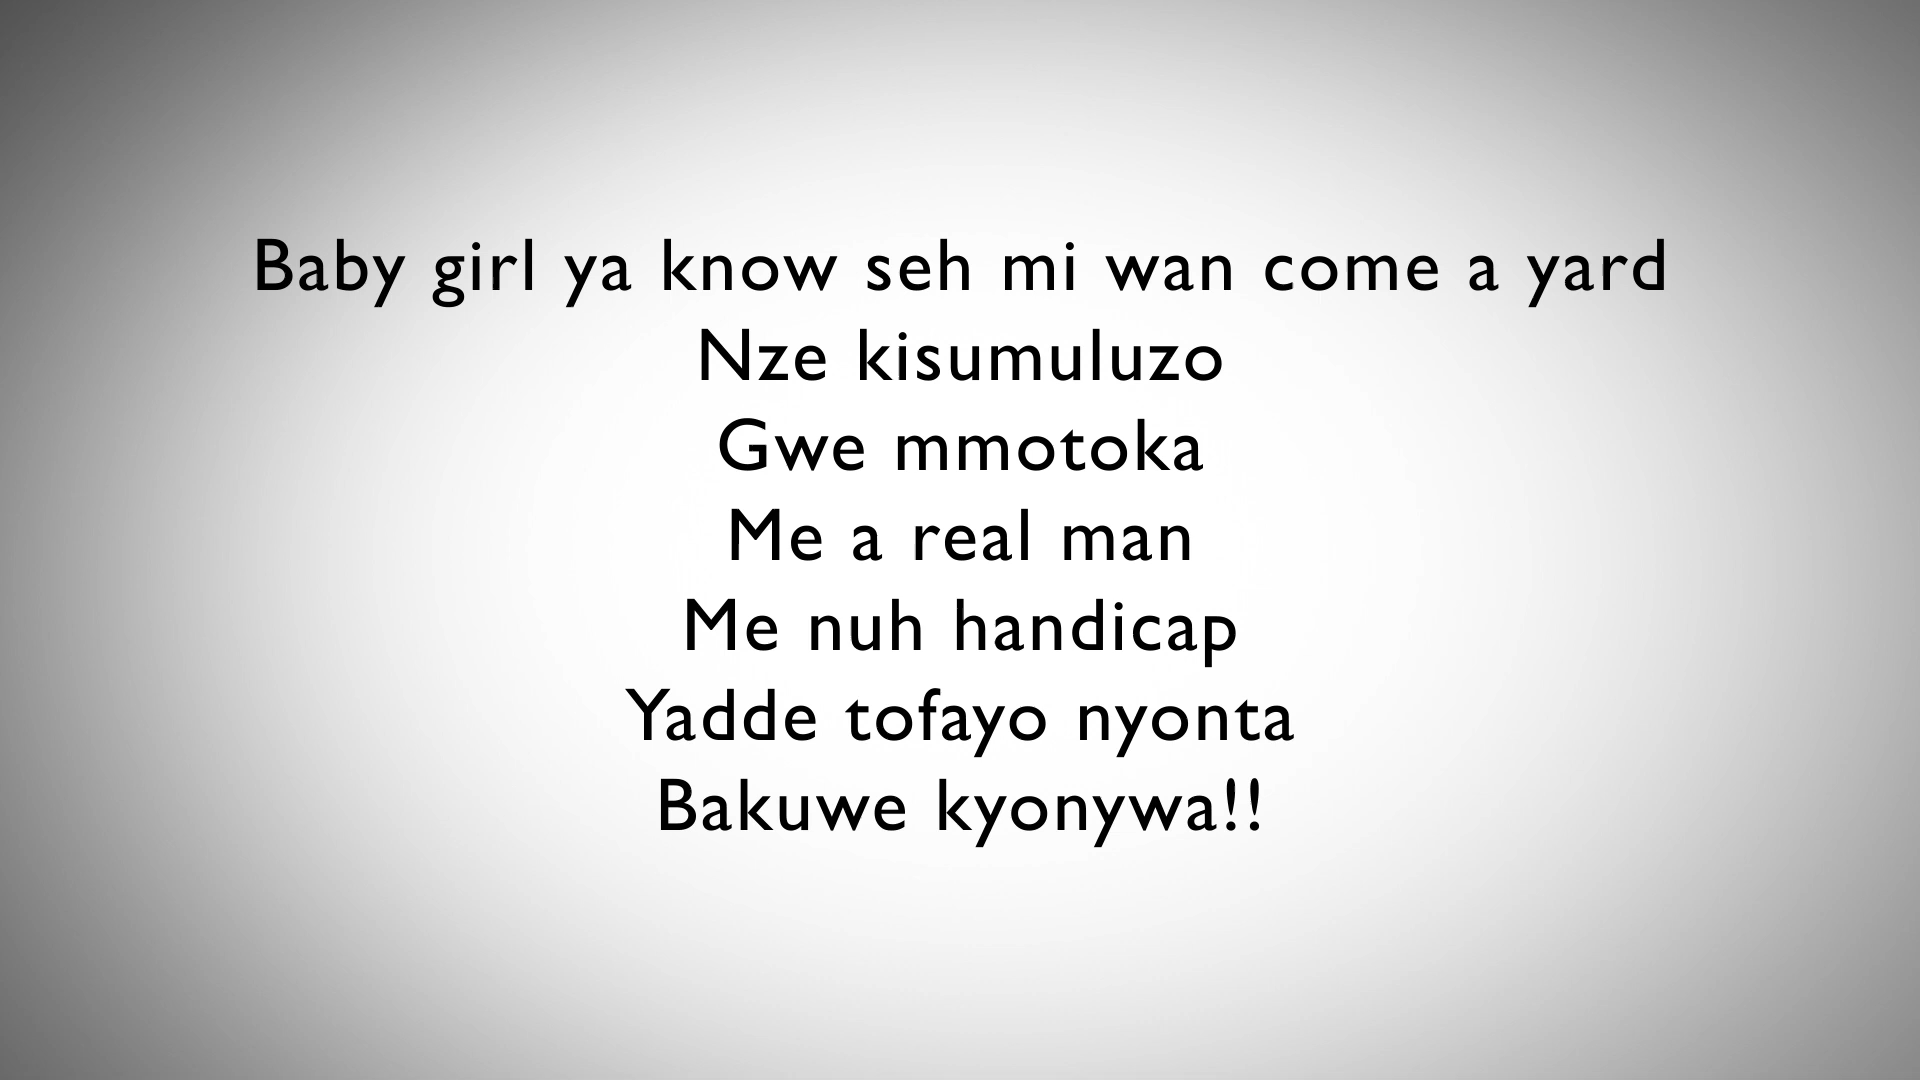 Baby girl ya know seh mi wan come a yard
Nze kisumuluzo
Gwe mmotoka
Me a real man
Me nuh handicap
Yadde tofayo nyonta
Bakuwe kyonywa!!